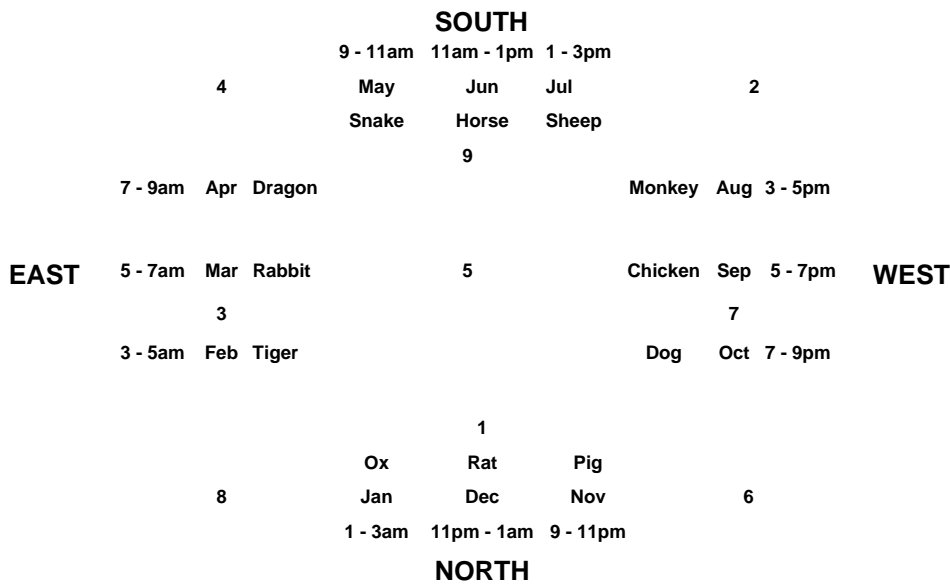 SOUTH
9 - 11am 11am - 1pm 1 - 3pm
4 May Jun Jul 2
Snake Horse Sheep
9
7 - 9am Apr Dragon Monkey Aug 3 - 5pm
EAST 5 - 7am Mar Rabbit 5 Chicken Sep 5 - 7pm WEST
3 7
3 - 5am Feb Tiger Dog Oct 7 - 9pm
1
Ox Rat Pig
8 Jan Dec Nov 6
1 - 3am 11pm - 1am 9 - 11pm
NORTH